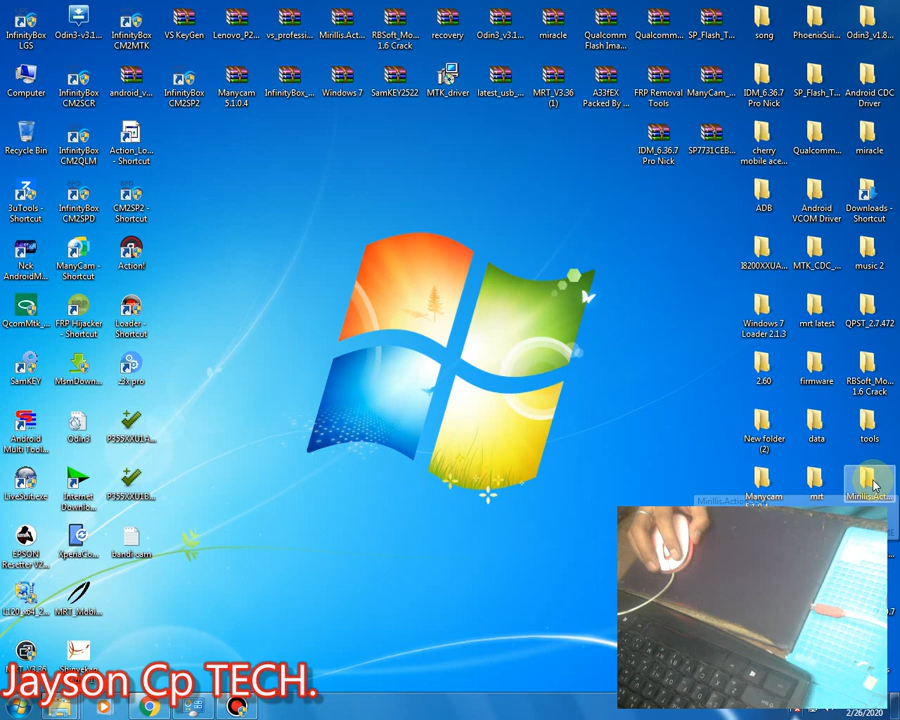 InfinityBox LGS
Odin3-v3.1...
InfinityBox CM2MTK
VS KeyGen
Lenovo_P2...
vs_professi...
Mirillis.Acti...
RBSoft_Mo... 1.6 Crack
recovery
Odin3_v3.1...
miracle
Qualcomm Flash Ima...
Qualcomm...
SP_Flash_T...
song
PhoenixSui...
Odin3_v1.8...
Computer
InfinityBox CM2SCR
android_v...
InfinityBox CM2SP2
Manycam 5.1.0.4
InfinityBox_...
Windows 7
SamKEY2522
MTK_driver
latest_usb_...
MRT_V3.36 (1)
A33fEX Packed By ...
FRP Removal Tools
ManyCam_...
IDM_6.36.7 Pro Nick
SP_Flash_T...
Android CDC Driver
Recycle Bin
InfinityBox CM2QLM
Action_Lo... - Shortcut
IDM_6.36.7 Pro Nick
SP7731CEB...
cherry mobile ace...
Qualcomm...
miracle
3uTools - Shortcut
InfinityBox CM2SPD
CM2SP2 - Shortcut
ADB
Android VCOM Driver
Downloads - Shortcut
Nck AndroidM...
ManyCam - Shortcut
Action!
I8200XXUA...
MTK_CDC_...
music 2
QcomMtk_...
FRP Hijacker - Shortcut
Loader - Shortcut
Windows 7 Loader 2.1.3
mrt latest
QPST_2.7.472
SamKEY
MsmDown...
z3x pro
2.60
firmware
RBSoft_Mo... 1.6 Crack
Android Multi Tool...
Odin3
P355XXU1A...
New folder (2)
data
tools
LiveSuit.exe
Internet Downlo...
P355XXU1B...
Manycam
mrt
Mirillis.Act...
EPSON Resetter V2...
XperiaCo...
bandi cam
L120_x64_2...
MRT_Mobi...
Jayson Cp TECH.
2/26/2020